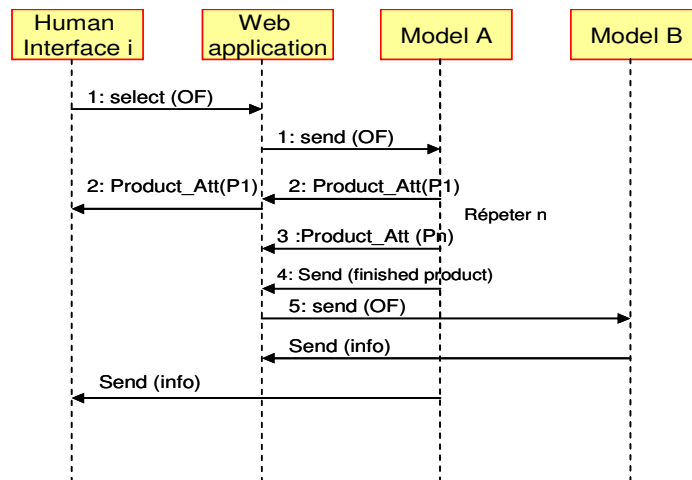 Human
Interface i
Web
application
Model A
Model B
1: select (OF)
1: send (OF)
2: Product_Att(P1)
2: Product_Att(P1)
Répeter n
3 :Product_Att (Pn)
4: Send (finished product)
5: send (OF)
Send (info)
Send (info)